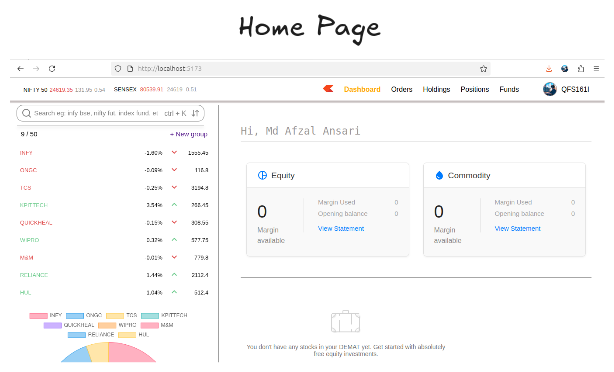 Home Page
http://localhost:5173
NIFTY 50 24619.35 131.95 0.54 SENSEX 80539.91 24619 0.51
Dashboard Orders Holdings Positions Funds QFS161I
Search eg: infy bse, nifty fut, index fund, e ctrl + K
9 / 50 + New group
INFY -1.60% 1555.45
ONGC -0.09% 116.8
TCS -0.25% 3194.8
KPITTECH 3.54% 266.45
QUICKHEAL -0.15% 308.55
WIPRO 0.32% 577.75
M&M -0.01% 779.8
RELIANCE 1.44% 2112.4
HUL 1.04% 512.4
INFY ONGC TCS KPITTECH
QUICKHEAL WIPRO M&M
RELIANCE HUL
Hi, Md Afzal Ansari
Equity
0
Margin
available
Margin Used 0
Opening balance 0
View Statement
Commodity
0
Margin
available
Margin Used 0
Opening balance 0
View Statement
You don't have any stocks in your DEMAT yet. Get started with absolutely
free equity investments.